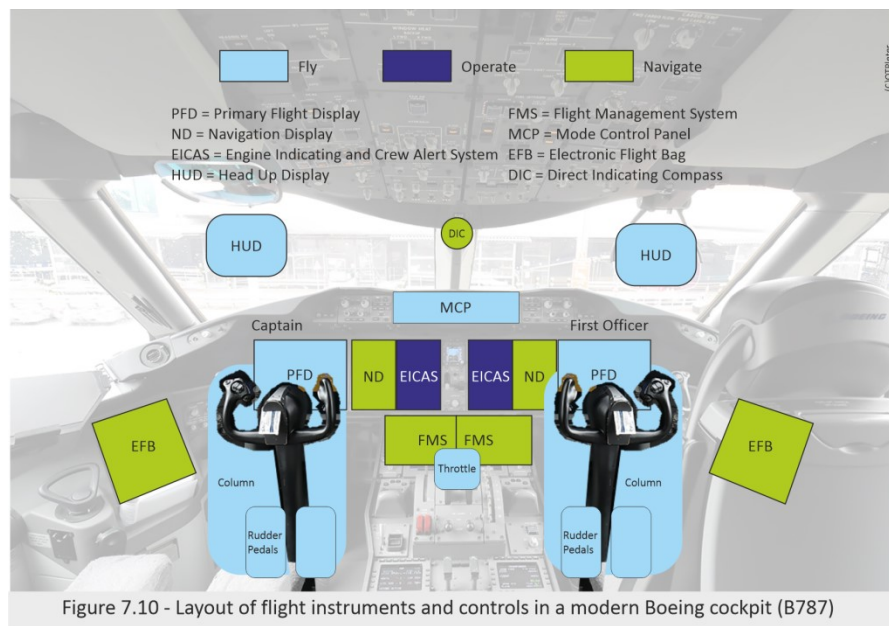 Fly Operate Navigate
PFD = Primary Flight Display
ND = Navigation Display
EICAS = Engine Indicating and Crew Alert System
HUD = Head Up Display
FMS = Flight Management System
MCP = Mode Control Panel
EFB = Electronic Flight Bag
DIC = Direct Indicating Compass
HUD
DIC
HUD
MCP
Captain
First Officer
PFD
ND
EICAS
EICAS
ND
PFD
EFB
FMS
FMS
EFB
Throttle
Column
Column
Rudder
Pedals
Rudder
Pedals
Figure 7.10 - Layout of flight instruments and controls in a modern Boeing cockpit (B787)